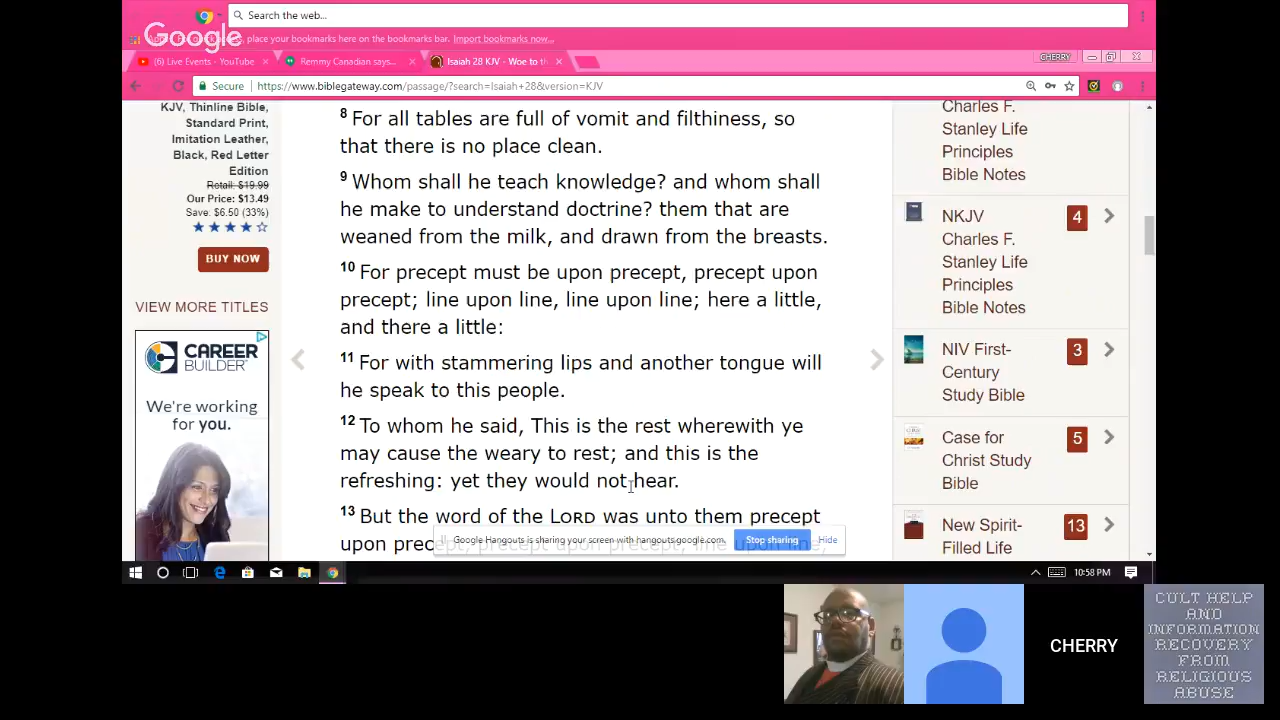 Search the web...
Google
place your bookmarks here on the bookmarks bar. Import bookmarks now...
(6) Live Events - YouTube
Remmy Canadian says..
Isaiah 28 KJV - Woe to th
CHERRY
Secure
https://www.biblegateway.com/passage/?search=Isaiah+28&version=KJV
KJV, Thinline Bible,
Standard Print,
Imitation Leather,
Black, Red Letter
Edition
Retail: $19.99
Our Price: $13.49
Save: $6.50 (33%)
BUY NOW
VIEW MORE TITLES
CAREER
BUILDER
We're working
for you.
8 For all tables are full of vomit and filthiness, so
that there is no place clean.
9 Whom shall he teach knowledge? and whom shall
he make to understand doctrine? them that are
weaned from the milk, and drawn from the breasts.
10 For precept must be upon precept, precept upon
precept; line upon line, line upon line; here a little,
and there a little:
11 For with stammering lips and another tongue will
he speak to this people.
12 To whom he said, This is the rest wherewith ye
may cause the weary to rest; and this is the
refreshing: yet they would not hear.
13 But the word of the LORD was unto them precept
upon precept, precept upon precept, line upon line,
Google Hangouts is sharing your screen with hangouts.google.com.
Stop sharing
Hide
Charles F.
Stanley Life
Principles
Bible Notes
NKJV
Charles F.
Stanley Life
Principles
Bible Notes
4
NIV First-
Century
Study Bible
3
Case for
Christ Study
Bible
5
New Spirit-
Filled Life
13
10:58 PM
CHERRY
CULT HELP
AND
INFORMATION
RECOVERY
FROM
RELIGIOUS
ABUSE